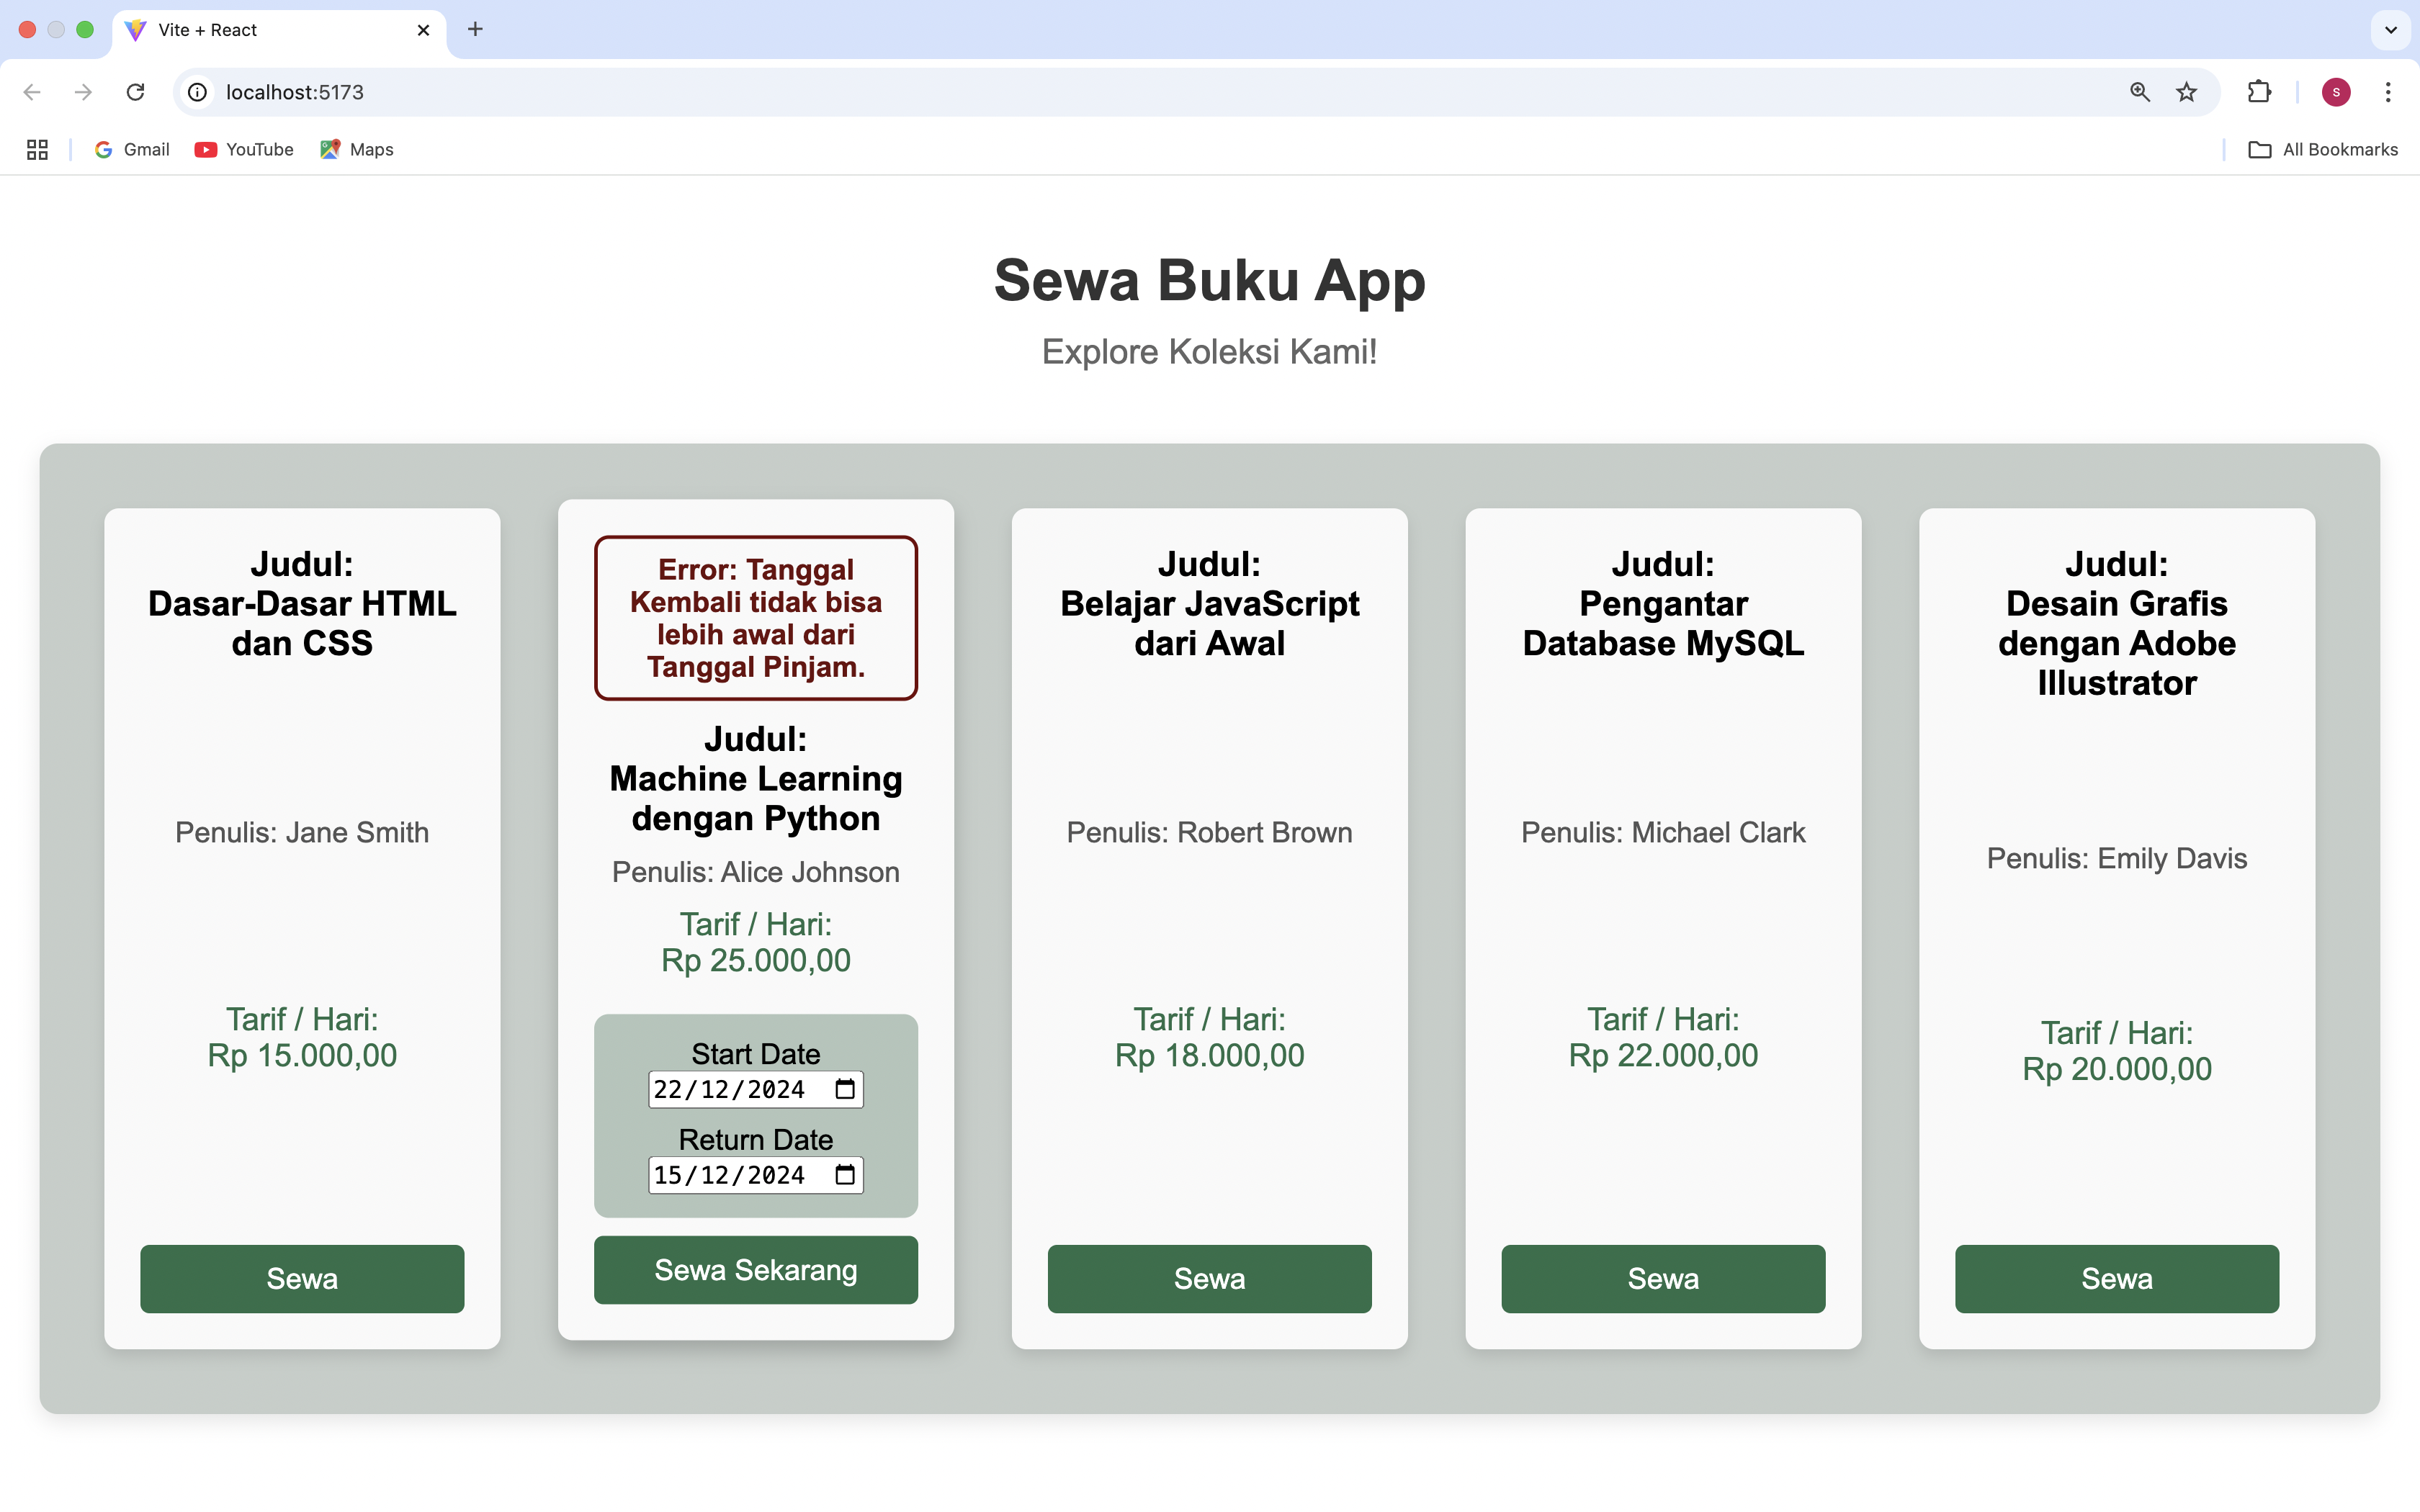 Vite + React
localhost:5173
S
Gmail
YouTube
Maps
All Bookmarks
Sewa Buku App
Explore Koleksi Kami!
Judul:
Dasar-Dasar HTML
dan CSS
Penulis: Jane Smith
Tarif / Hari:
Rp 15.000,00
Sewa
Error: Tanggal
Kembali tidak bisa
lebih awal dari
Tanggal Pinjam.
Judul:
Machine Learning
dengan Python
Penulis: Alice Johnson
Tarif / Hari:
Rp 25.000,00
Start Date
22/12/2024
Return Date
15/12/2024
Sewa Sekarang
Judul:
Belajar JavaScript
dari Awal
Penulis: Robert Brown
Tarif / Hari:
Rp 18.000,00
Sewa
Judul:
Pengantar
Database MySQL
Penulis: Michael Clark
Tarif / Hari:
Rp 22.000,00
Sewa
Judul:
Desain Grafis
dengan Adobe
Illustrator
Penulis: Emily Davis
Tarif / Hari:
Rp 20.000,00
Sewa